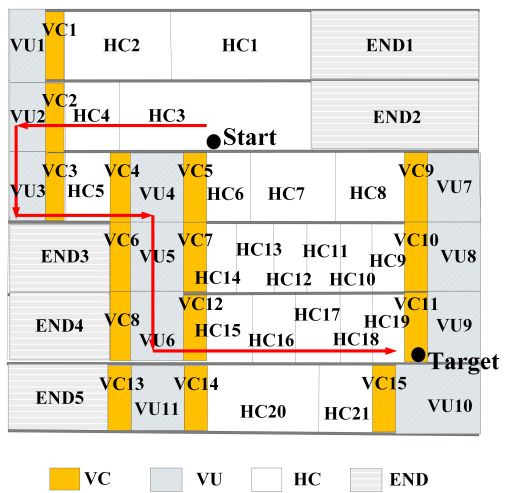 VC1
VU1 HC2 HC1 END1
VC2
VU2 HC4 HC3 END2
Start
VC3 VC4 VC5 VC9
VU3 HC5 VU4 HC6 HC7 HC8 VU7
VC6 VC7 HC13 HC11 VC10
END3 VU5 HC14 HC12 HC10 HC9 VU8
VC8 VC12 HC17 VC11
END4 VU6 HC15 HC16 HC18 HC19 VU9
Target
VC13 VC14 VC15
END5 VU11 HC20 HC21 VU10
VC VU HC END